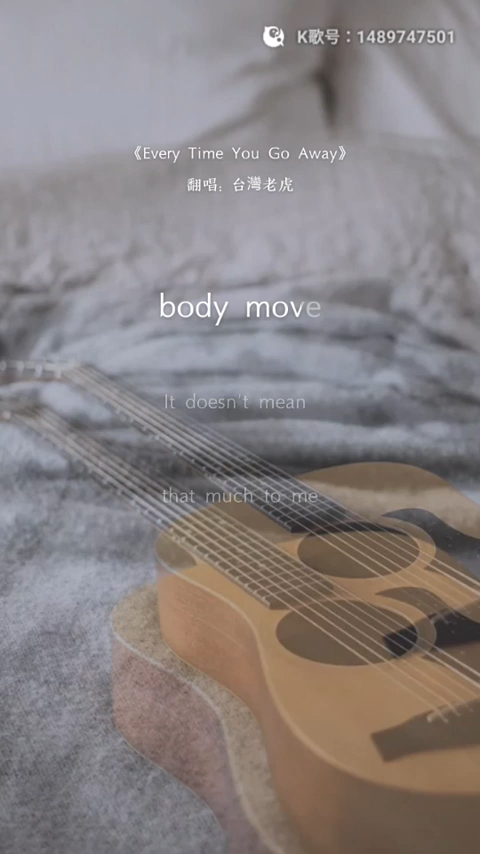 K歌号：1489747501
《Every Time You Go Away》
翻唱：台灣老虎
body move
It doesn't mean
that much to me